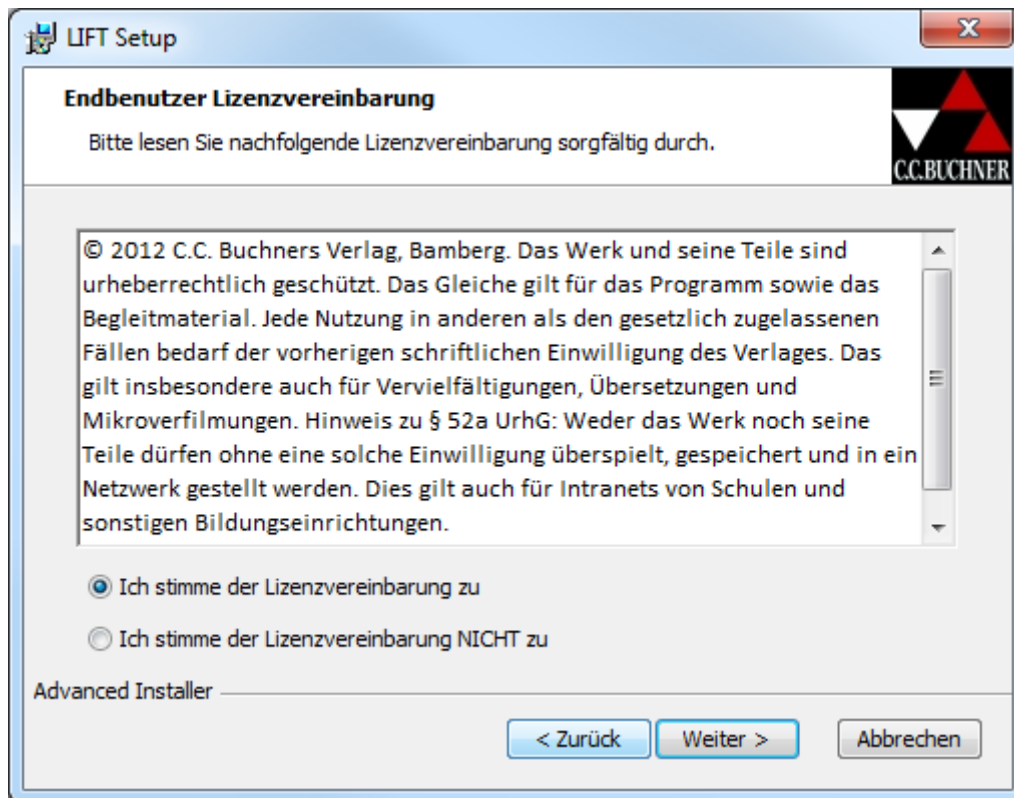 LIFT Setup
Endbenutzer Lizenzvereinbarung
Bitte lesen Sie nachfolgende Lizenzvereinbarung sorgfältig durch.
C.C.BUCHNER
© 2012 C.C. Buchners Verlag, Bamberg. Das Werk und seine Teile sind
urheberrechtlich geschützt. Das Gleiche gilt für das Programm sowie das
Begleitmaterial. Jede Nutzung in anderen als den gesetzlich zugelassenen
Fällen bedarf der vorherigen schriftlichen Einwilligung des Verlages. Das
gilt insbesondere auch für Vervielfältigungen, Übersetzungen und
Mikroverfilmungen. Hinweis zu § 52a UrhG: Weder das Werk noch seine
Teile dürfen ohne eine solche Einwilligung überspielt, gespeichert und in ein
Netzwerk gestellt werden. Dies gilt auch für Intranets von Schulen und
sonstigen Bildungseinrichtungen.
Ich stimme der Lizenzvereinbarung zu
Ich stimme der Lizenzvereinbarung NICHT zu
Advanced Installer
< Zurück Weiter > Abbrechen